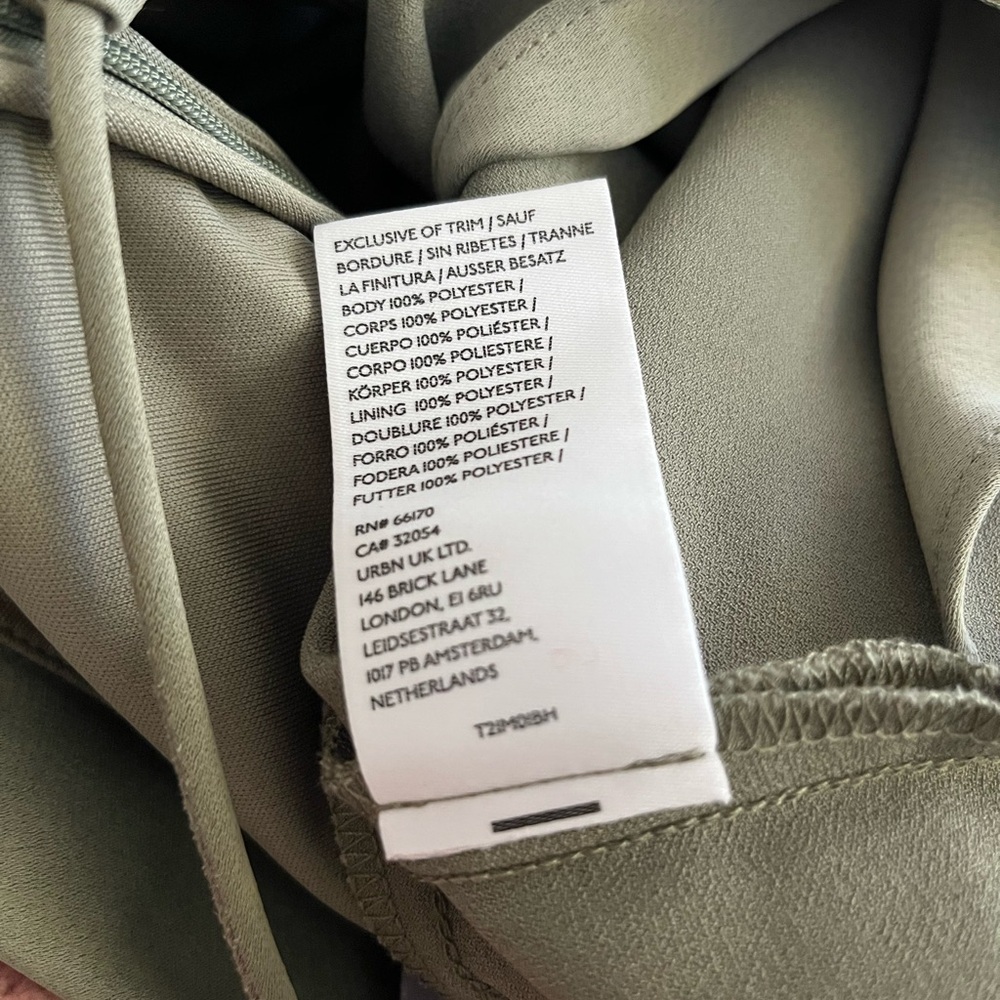 EXCLUSIVE OF TRIM / SAUF
BORDURE / SIN RIBETES / TRANNE
LA FINITURA / AUSSER BESATZ
BODY 100% POLYESTER /
CORPS 100% POLYESTER /
CUERPO 100% POLIÉSTER /
CORPO 100% POLIESTERE /
KÖRPER 100% POLYESTER /
LINING 100% POLYESTER /
DOUBLURE 100% POLYESTER /
FORRO 100% POLIÉSTER /
FODERA 100% POLIESTERE /
FUTTER 100% POLYESTER /
RN# 66170
CA# 32054
URBN UK LTD.
146 BRICK LANE
LONDON, E1 6RU
LEIDSESTRAAT 32,
1017 PB AMSTERDAM,
NETHERLANDS